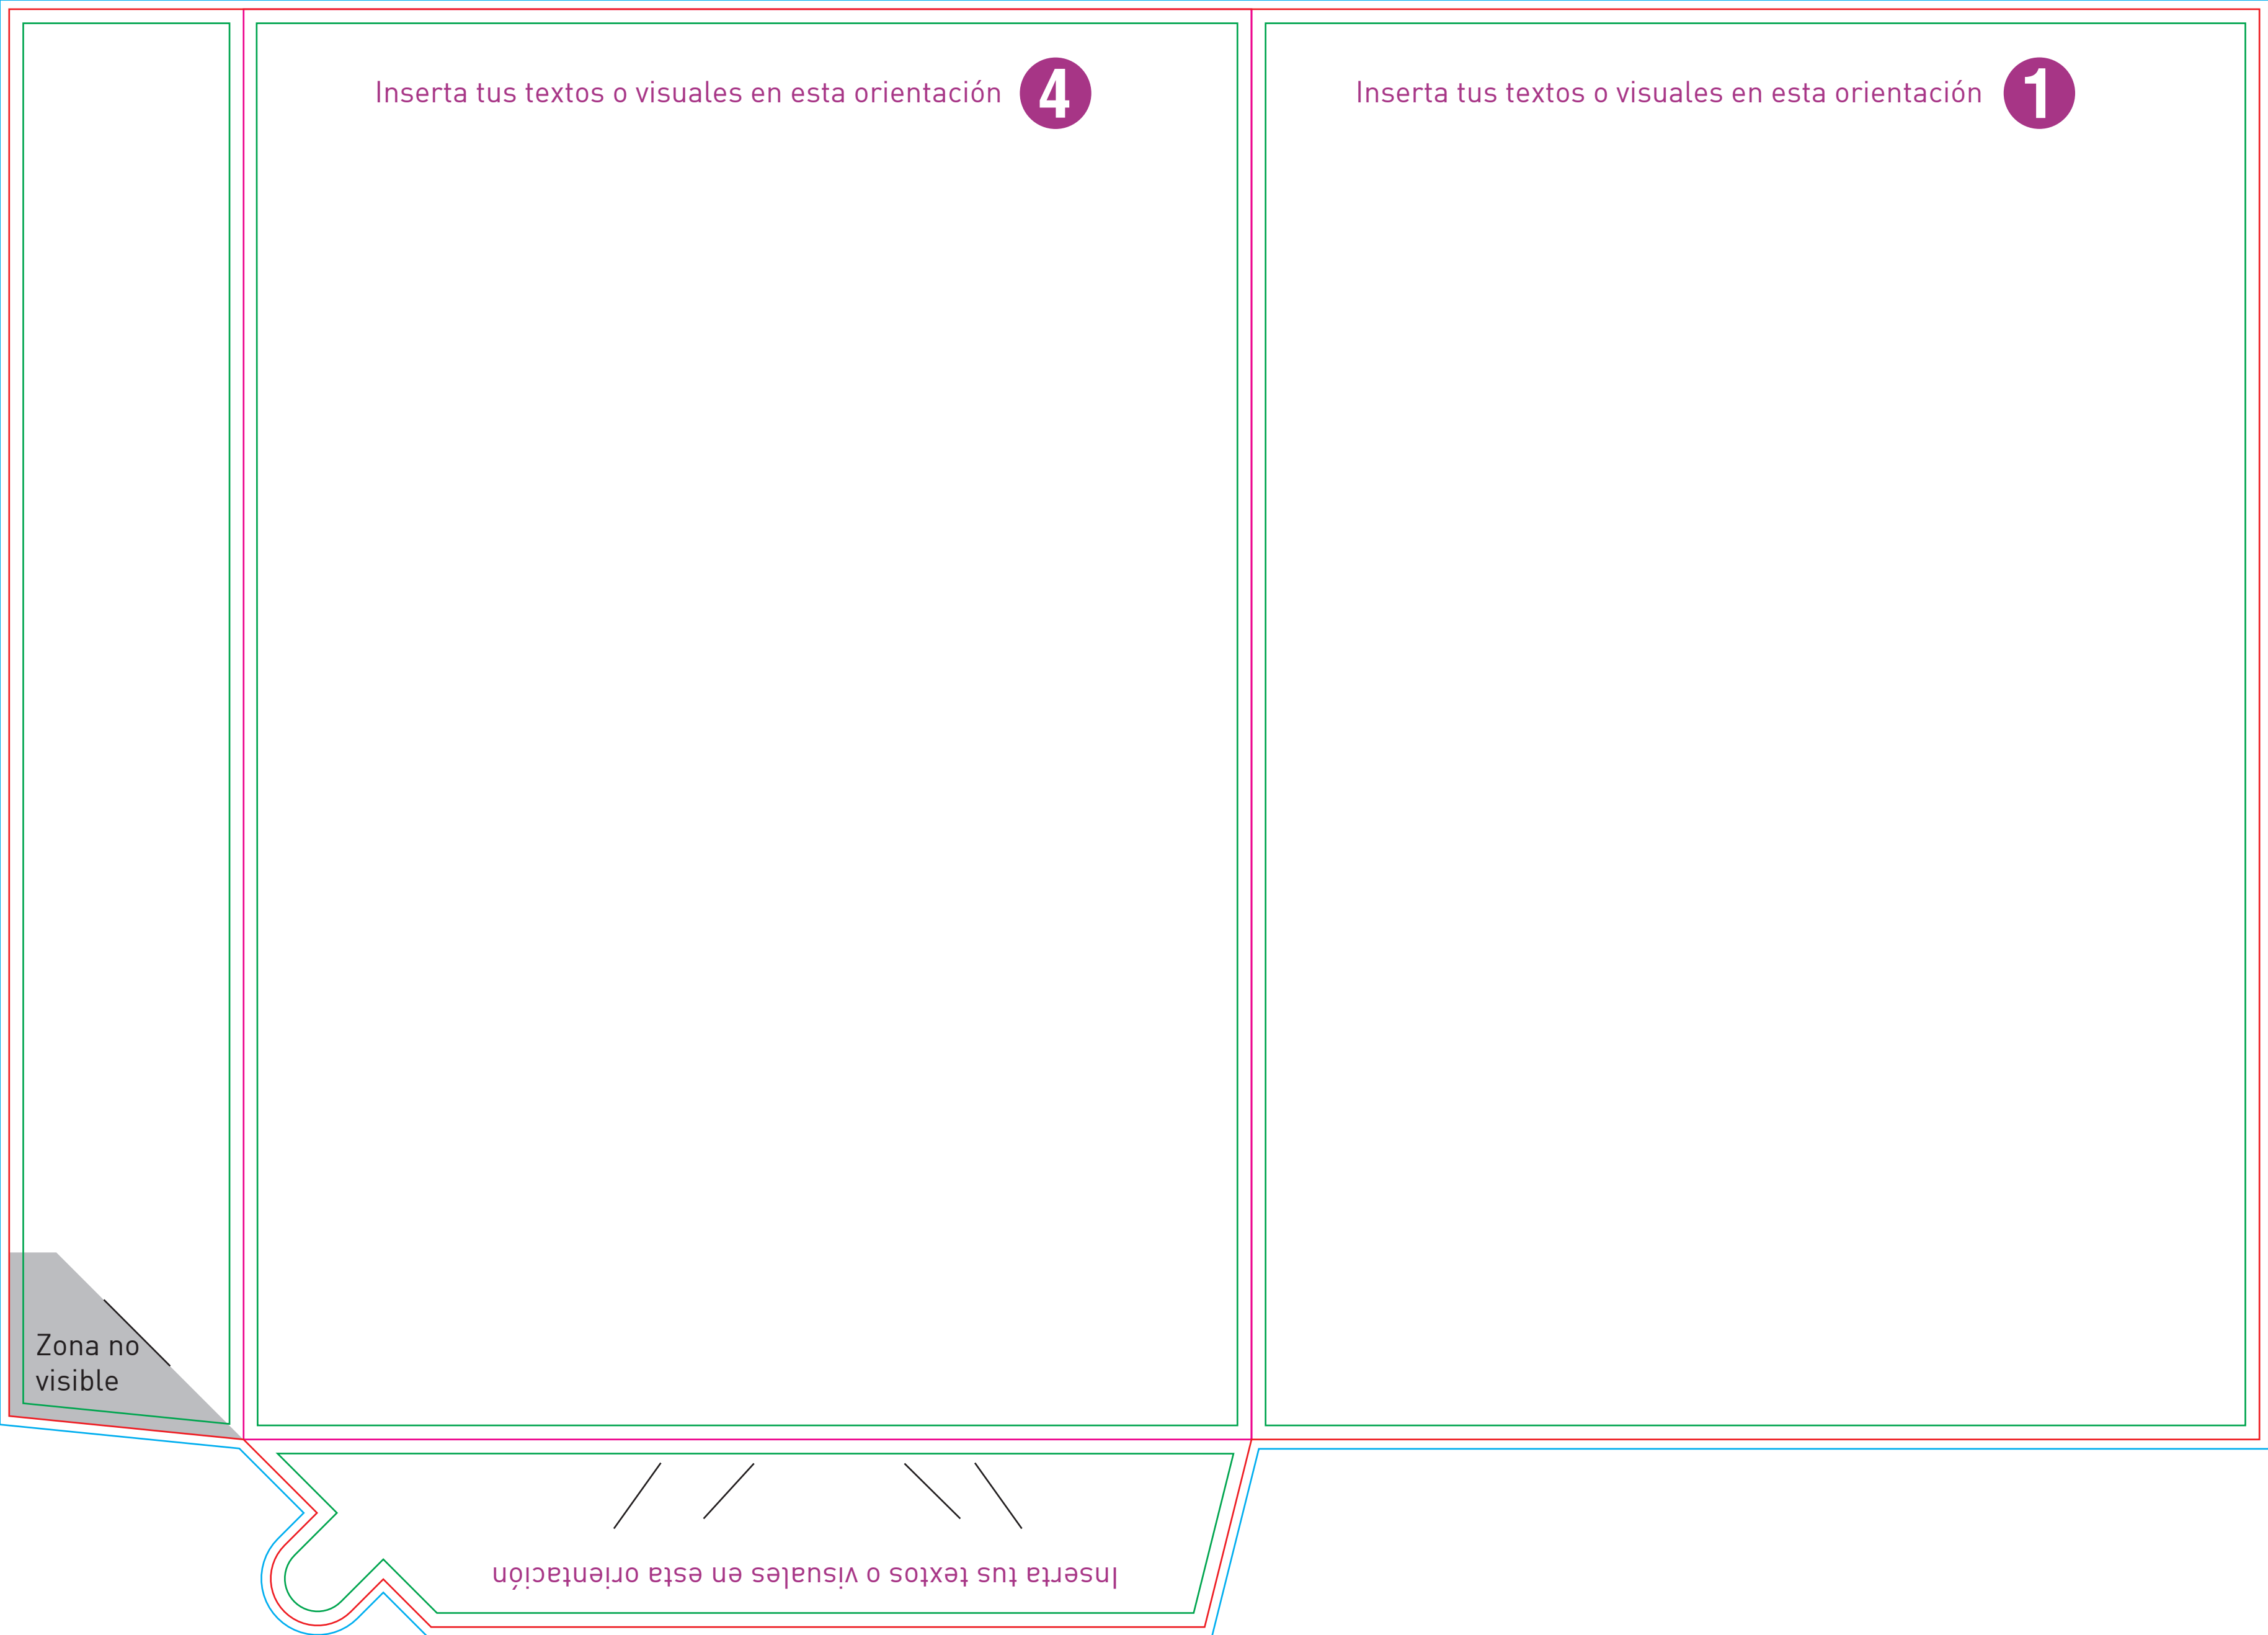 Inserta tus textos o visuales en esta orientación 4
Inserta tus textos o visuales en esta orientación 1
Zona no
visible
Inserta tus textos o visuales en esta orientación